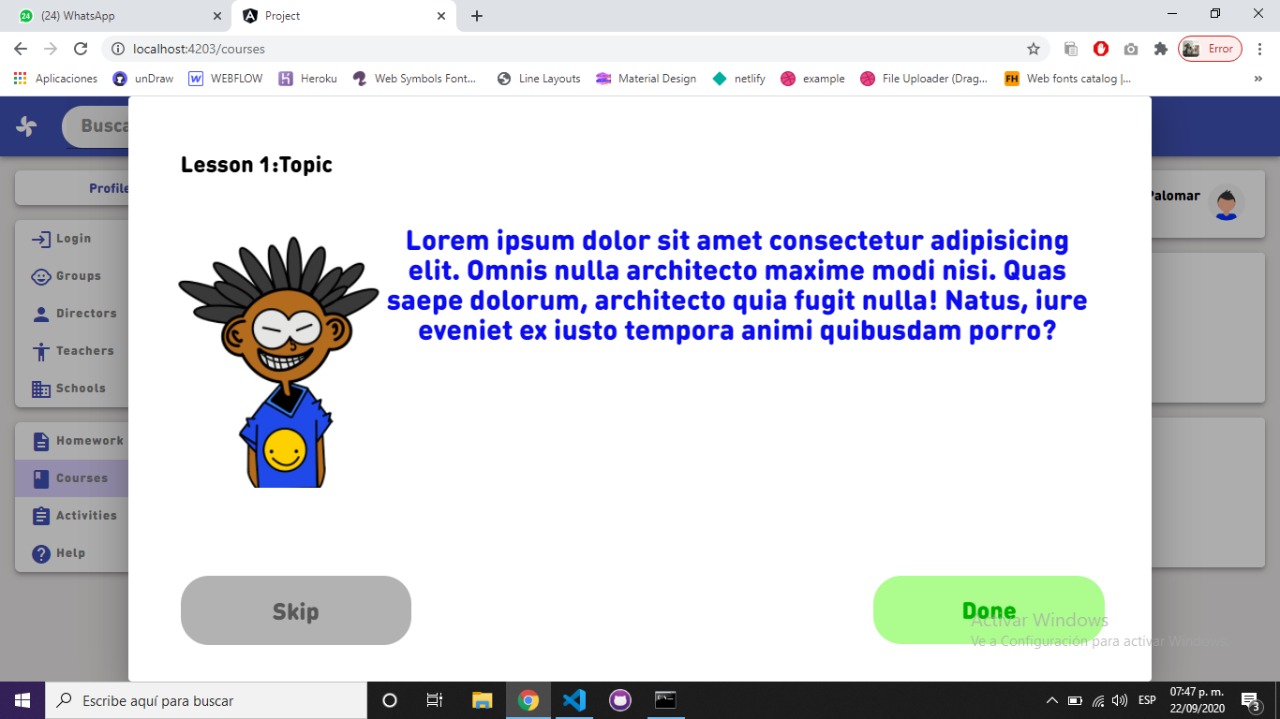 24
(24) WhatsApp
Project
localhost:4203/courses
Error
Aplicaciones
unDraw
W
WEBFLOW
Heroku
Web Symbols Font...
Line Layouts
Material Design
netlify
example
File Uploader (Drag...
FH
Web fonts catalog |...
»
Busca
Profile
Palomar
Login
Groups
Directors
Teachers
Schools
Homework
Courses
Activities
Help
Lesson 1:Topic
Lorem ipsum dolor sit amet consectetur adipisicing
elit. Omnis nulla architecto maxime modi nisi. Quas
saepe dolorum, architecto quia fugit nulla! Natus, iure
eveniet ex iusto tempora animi quibusdam porro?
Skip
Done
Activar Windows
Ve a Configuración para activar Windows.
Escribe aquí para buscar
ESP
07:47 p. m.
22/09/2020
3